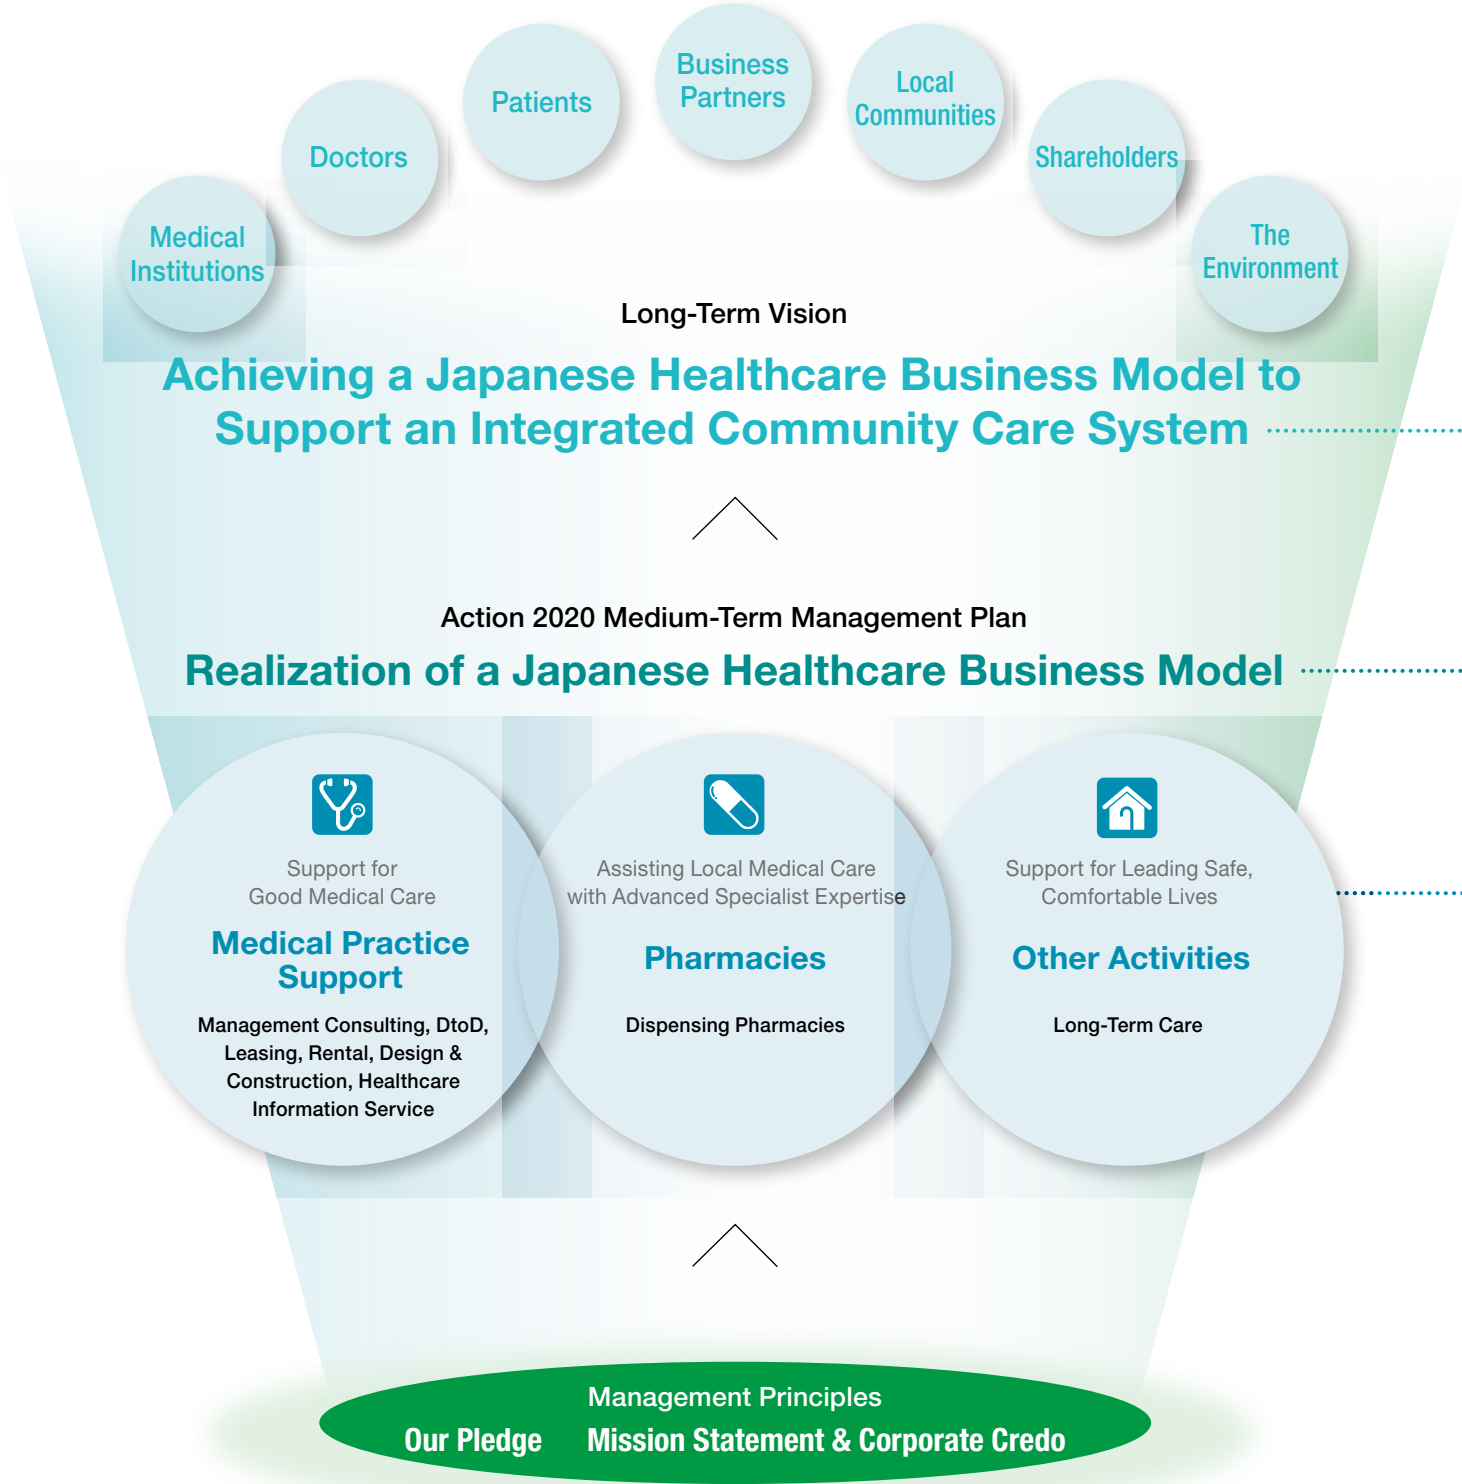 Business
Partners
Patients
Local
Communities
Doctors
Shareholders
Medical
Institutions
The
Environment
Long-Term Vision
Achieving a Japanese Healthcare Business Model to
Support an Integrated Community Care System
Action 2020 Medium-Term Management Plan
Realization of a Japanese Healthcare Business Model
Support for
Good Medical Care
Medical Practice
Support
Management Consulting, DtoD,
Leasing, Rental, Design &
Construction, Healthcare
Information Service
Assisting Local Medical Care
with Advanced Specialist Expertise
Pharmacies
Dispensing Pharmacies
Support for Leading Safe,
Comfortable Lives
Other Activities
Long-Term Care
Management Principles
Our Pledge Mission Statement & Corporate Credo